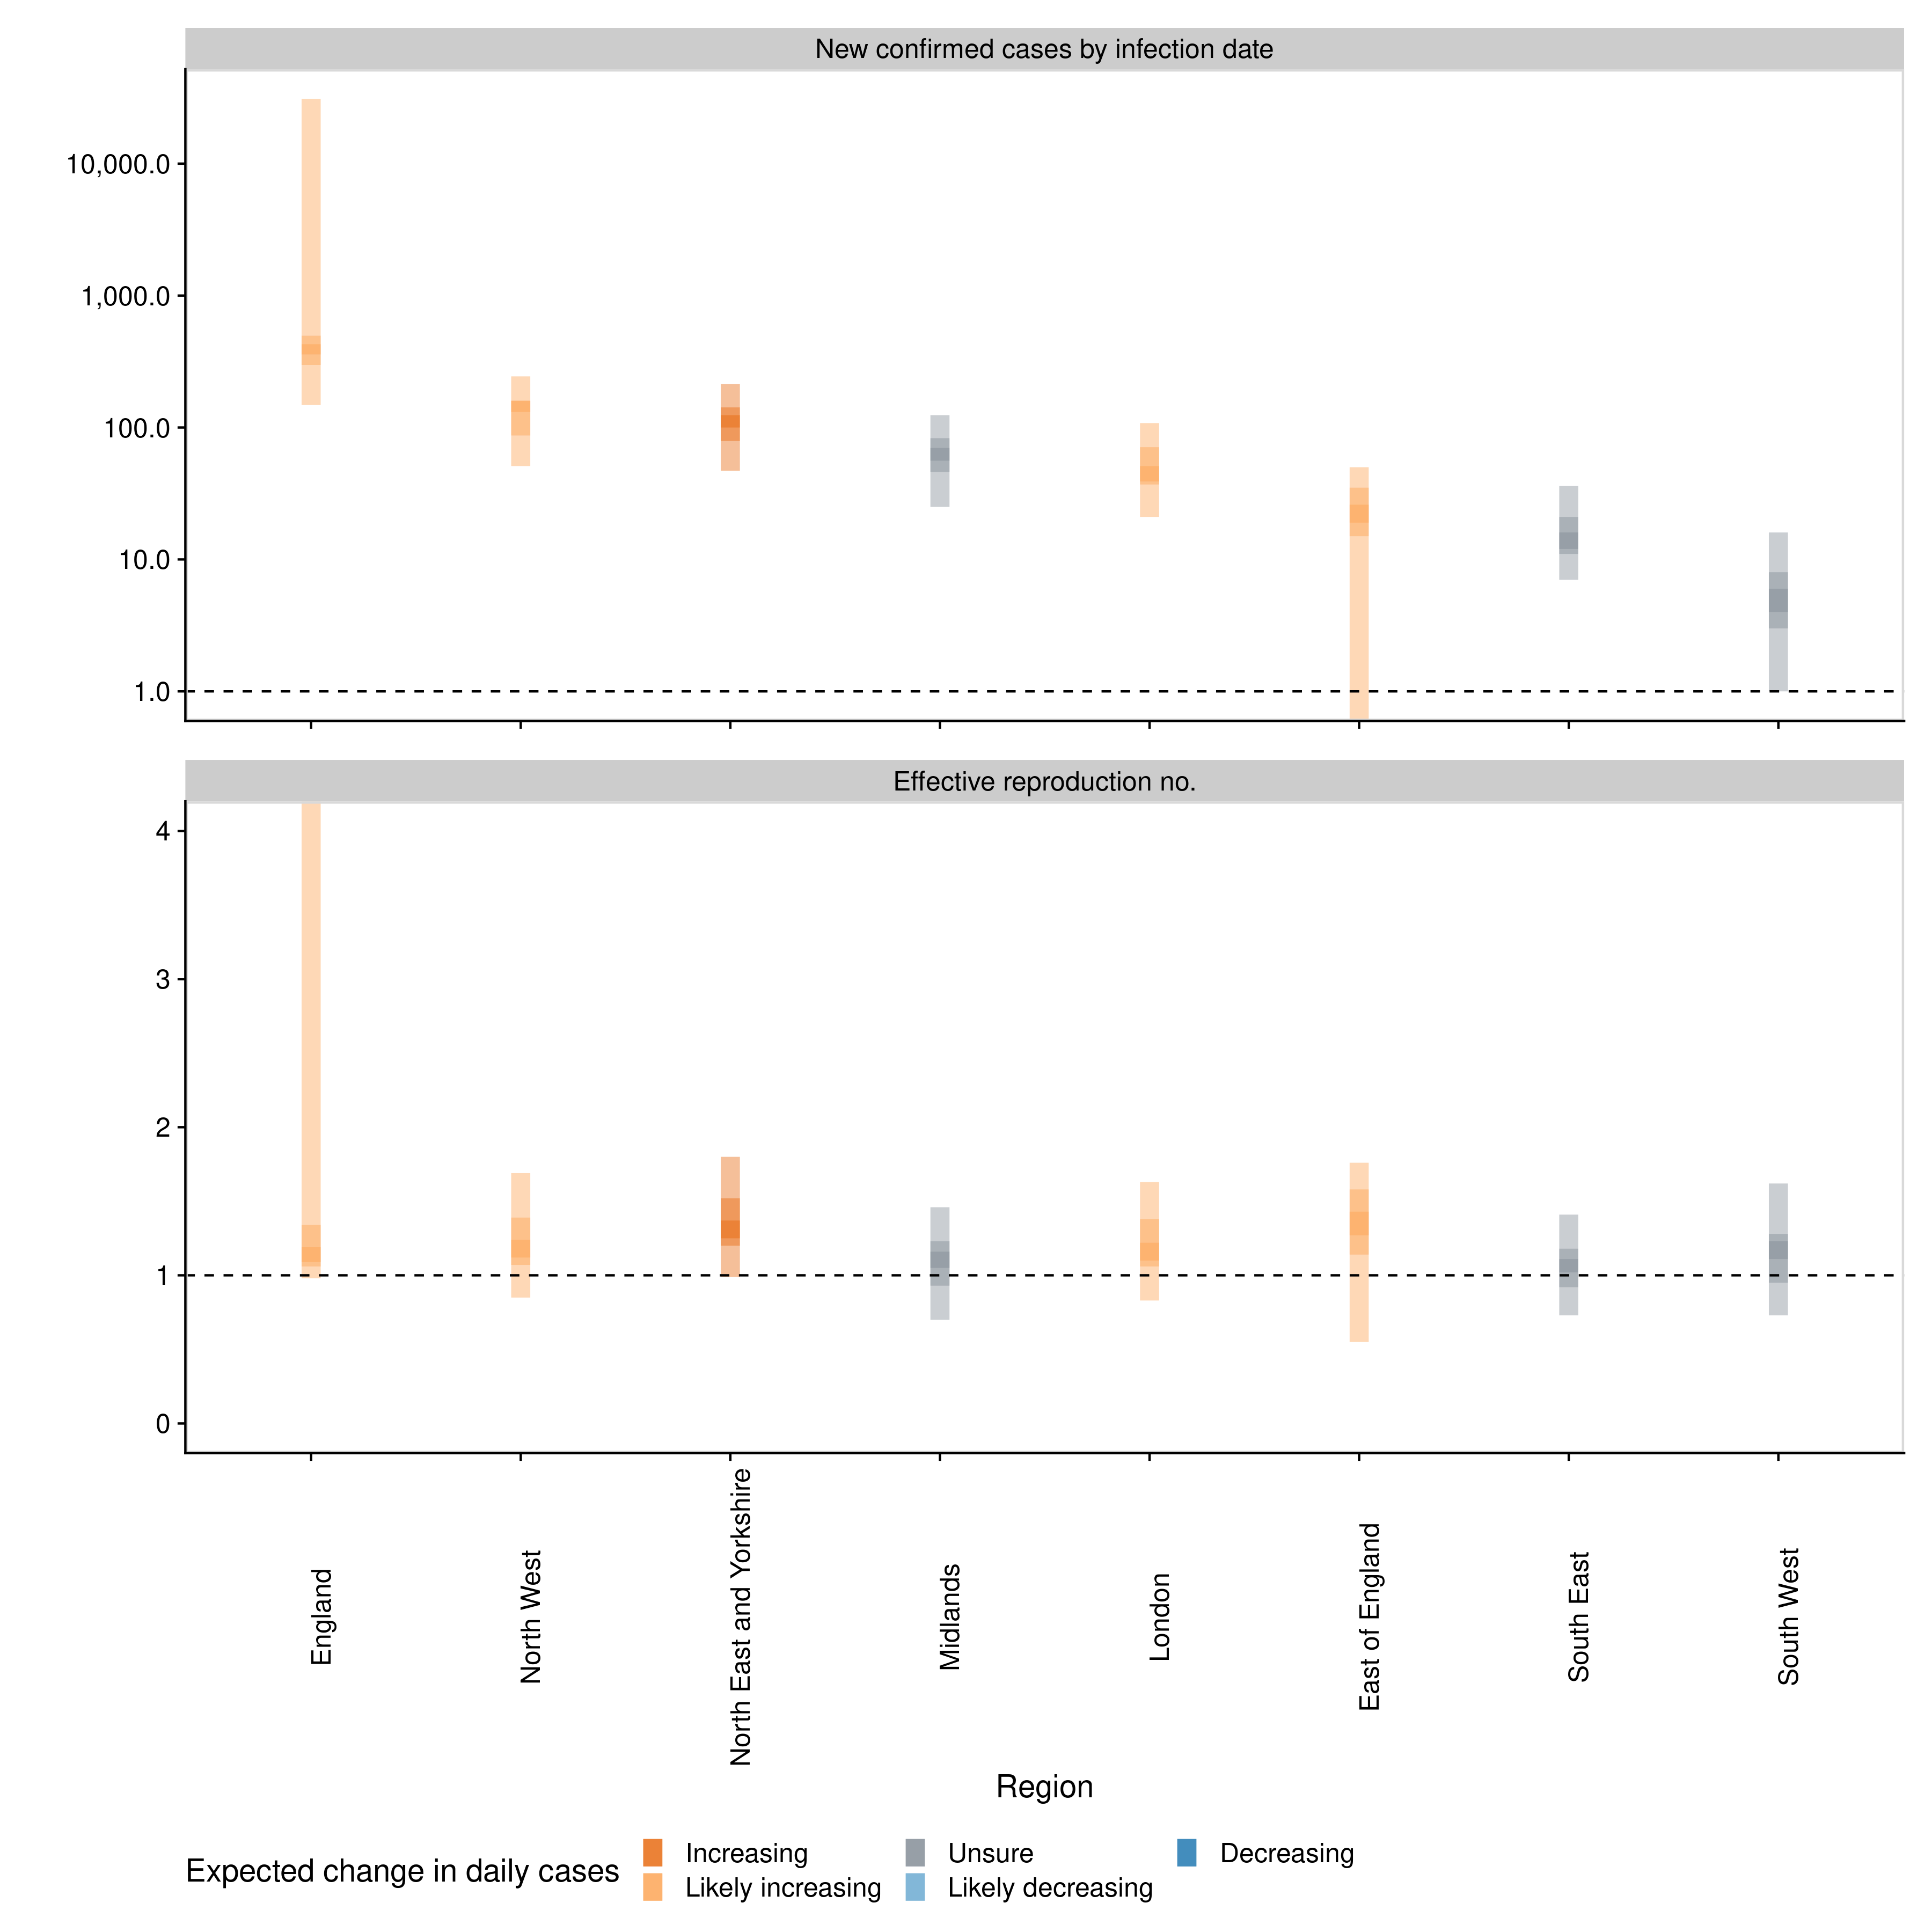 New confirmed cases by infection date
10,000.0
1,000.0
100.0
10.0
1.0
Effective reproduction no.
4
3
2
1
0
England
North West
North East and Yorkshire
Midlands
London
East of England
South East
South West
Region
Expected change in daily cases
Increasing
Likely increasing
Unsure
Likely decreasing
Decreasing